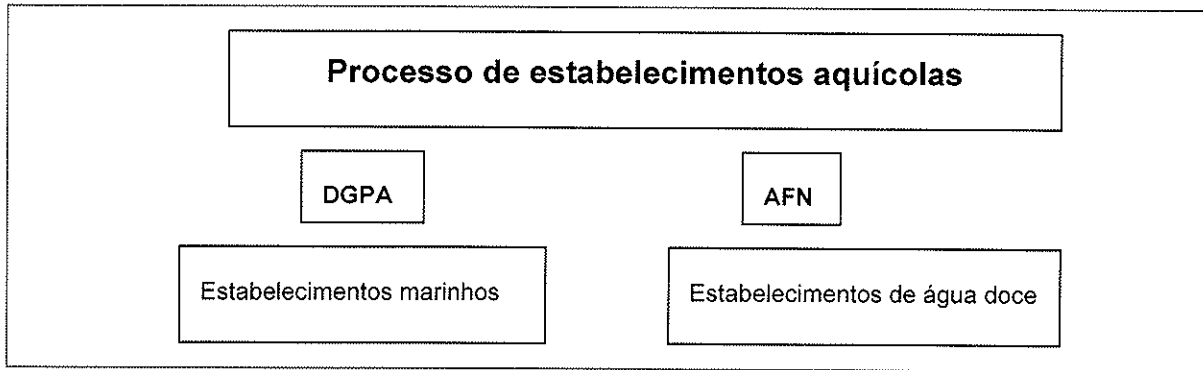 Processo de estabelecimentos aquícolas
DGPA
AFN
Estabelecimentos marinhos
Estabelecimentos de água doce